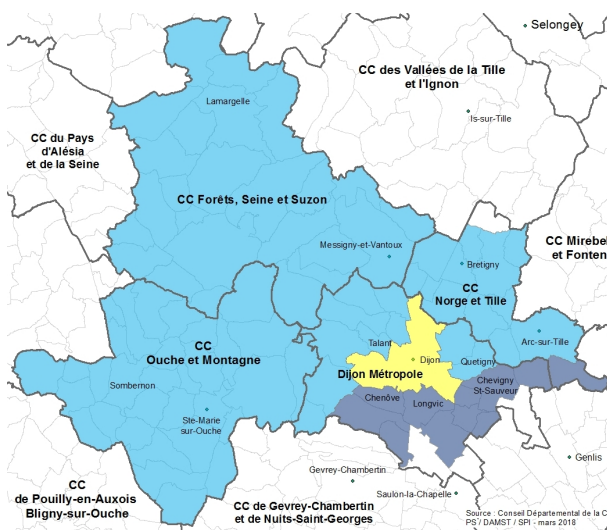 Selongey
CC des Vallées de la Tille
et l'Ignon
Lamargelle
Is-sur-Tille
CC du Pays
d'Alésia
et de la Seine
CC Forêts, Seine et Suzon
Messigny-et-Vantoux
CC Mirebel
et Fonten
Bretigny
CC
Norge et Tille
CC
Ouche et Montagne
Talant
Dijon
Quetigny
Arc-sur-Tille
Dijon Métropole
Sombernon
Chevigny
St-Sauveur
Chenôve
Longvic
Ste-Marie
sur-Ouche
Genlis
Gevrey-Chambertin
CC
de Pouilly-en-Auxois
Bligny-sur-Ouche
Saulon-la-Chapelle
CC de Gevrey-Chambertin
et de Nuits-Saint-Georges
Source : Conseil Départemental de la C
PS7 DAMST / SPI - mars 2018